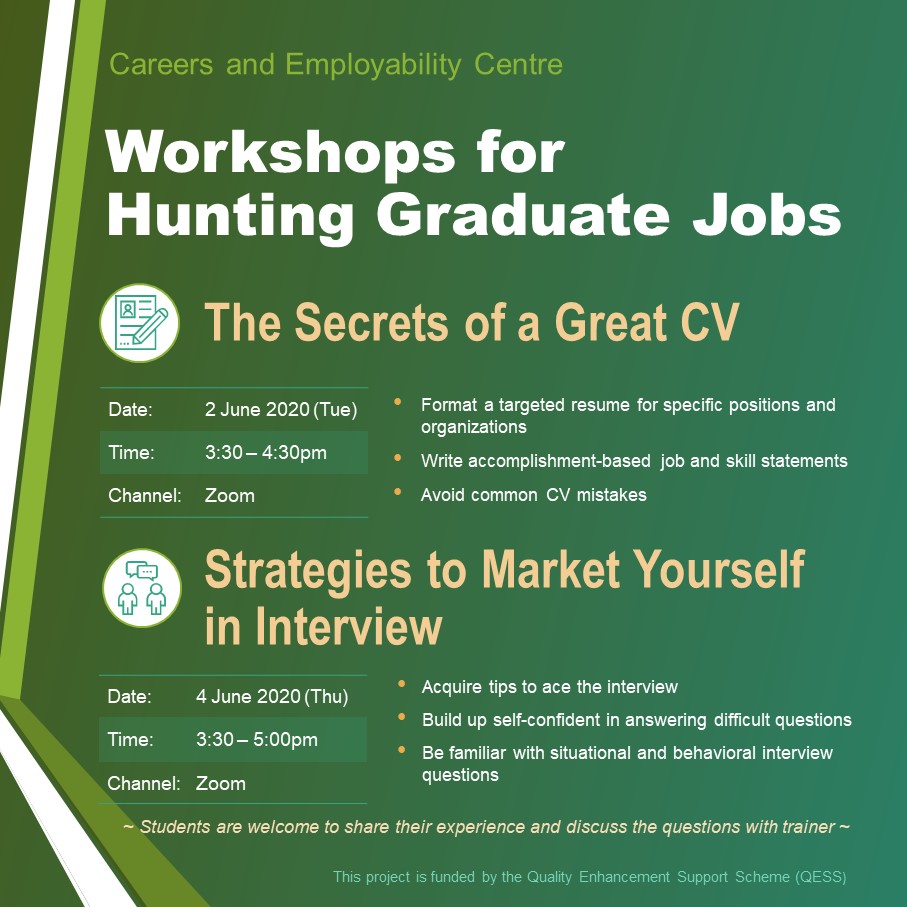 Careers and Employability Centre
Workshops for
Hunting Graduate Jobs
The Secrets of a Great CV
Date: 2 June 2020 (Tue)
Time: 3:30 – 4:30pm
Channel: Zoom
• Format a targeted resume for specific positions and
organizations
• Write accomplishment-based job and skill statements
• Avoid common CV mistakes
Strategies to Market Yourself
in Interview
Date: 4 June 2020 (Thu)
Time: 3:30 – 5:00pm
Channel: Zoom
• Acquire tips to ace the interview
• Build up self-confident in answering difficult questions
• Be familiar with situational and behavioral interview
questions
~ Students are welcome to share their experience and discuss the questions with trainer ~
This project is funded by the Quality Enhancement Support Scheme (QESS)